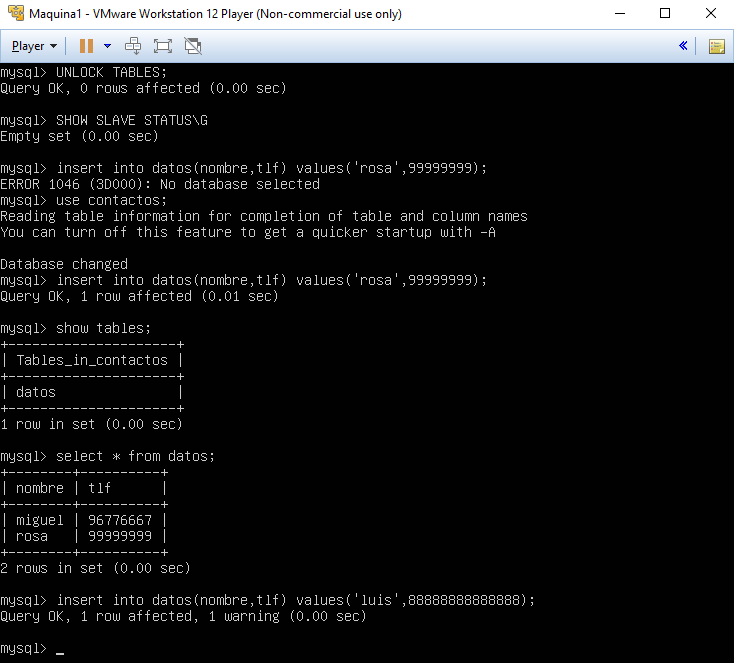 Maquina1 - VMware Workstation 12 Player (Non-commercial use only)
Player
mysql> UNLOCK TABLES;
Query OK, 0 rows affected (0.00 sec)
mysql> SHOW SLAVE STATUS\G
Empty set (0.00 sec)
mysql>  insert into datos(nombre,tlf) values('rosa',99999999);
ERROR 1046 (3D000): No database selected
mysql> use contactos;
Reading table information for completion of table and column names
You can turn off this feature to get a quicker startup with -A
Database changed
mysql>  insert into datos(nombre,tlf) values('rosa',99999999);
Query OK, 1 row affected (0.01 sec)
mysql> show tables;
+---------------------+
| Tables_in_contactos |
+---------------------+
| datos               |
+---------------------+
1 row in set (0.00 sec)
mysql> select * from datos;
+--------+----------+
| nombre | tlf      |
+--------+----------+
| miguel | 96776667 |
| rosa   | 99999999 |
+--------+----------+
2 rows in set (0.00 sec)
mysql>  insert into datos(nombre,tlf) values('luis',88888888888888);
Query OK, 1 row affected, 1 warning (0.00 sec)
mysql> _